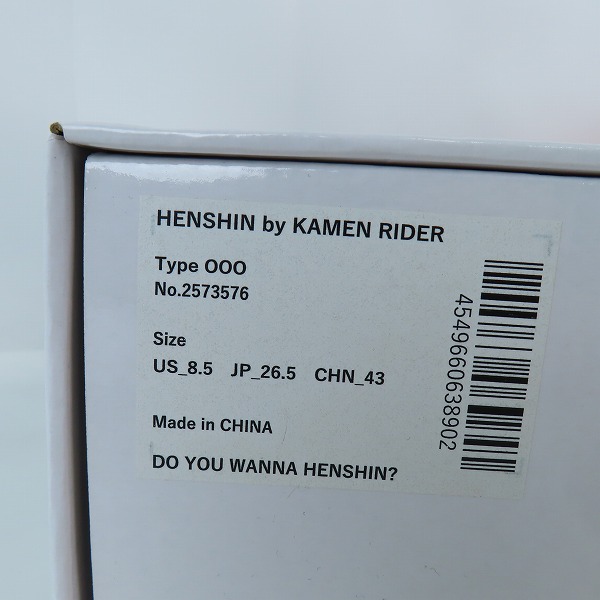 HENSHIN by KAMEN RIDER
Type OOO
No.2573576
Size
US_8.5 JP_26.5 CHN_43
Made in CHINA
DO YOU WANNA HENSHIN?
4549660638902